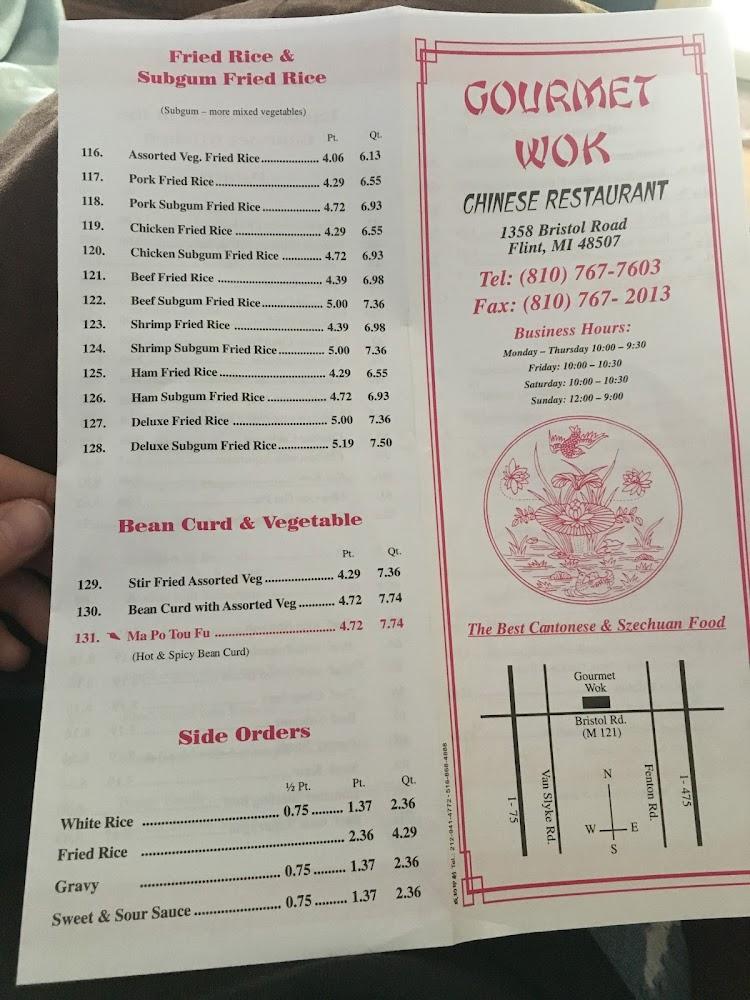 Fried Rice &
Subgum Fried Rice
(Subgum – more mixed vegetables)
Pt. Qt.
116. Assorted Veg. Fried Rice 4.06 6.13
117. Pork Fried Rice 4.29 6.55
118. Pork Subgum Fried Rice 4.72 6.93
119. Chicken Fried Rice 4.29 6.55
120. Chicken Subgum Fried Rice 4.72 6.93
121. Beef Fried Rice 4.39 6.98
122. Beef Subgum Fried Rice 5.00 7.36
123. Shrimp Fried Rice 4.39 6.98
124. Shrimp Subgum Fried Rice 5.00 7.36
125. Ham Fried Rice 4.29 6.55
126. Ham Subgum Fried Rice 4.72 6.93
127. Deluxe Fried Rice 5.00 7.36
128. Deluxe Subgum Fried Rice 5.19 7.50
Bean Curd & Vegetable
Pt. Qt.
129. Stir Fried Assorted Veg 4.29 7.36
130. Bean Curd with Assorted Veg 4.72 7.74
131. Ma Po Tou Fu 4.72 7.74
(Hot & Spicy Bean Curd)
Side Orders
½ Pt. Pt. Qt.
White Rice 0.75 1.37 2.36
Fried Rice 2.36 4.29
Gravy 0.75 1.37 2.36
Sweet & Sour Sauce 0.75 1.37 2.36
GOURMET
WOK
CHINESE RESTAURANT
1358 Bristol Road
Flint, MI 48507
Tel: (810) 767-7603
Fax: (810) 767- 2013
Business Hours:
Monday – Thursday 10:00 – 9:30
Friday: 10:00 – 10:30
Saturday: 10:00 – 10:30
Sunday: 12:00 – 9:00
The Best Cantonese & Szechuan Food
Gourmet
Wok
Bristol Rd.
(M 121)
I - 75
Van Slyke Rd.
N
W E
S
Fenton Rd.
I - 475
Tel.: 212-941-4772 • 516-868-4888